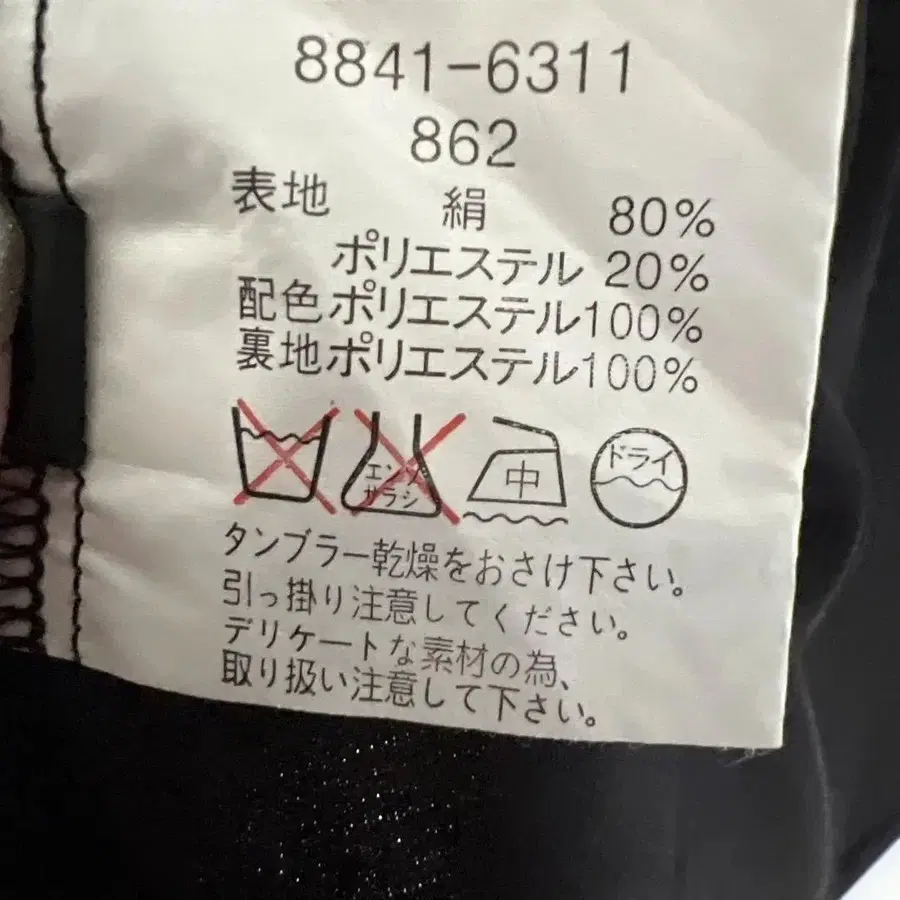 8841-6311
862
表地 絹 80%
ポリエステル 20%
配色ポリエステル100%
裏地ポリエステル100%
エンソ
サラシ
中
ドライ
タンブラー乾燥をおさけ下さい。
引っ掛り注意してください。
デリケートな素材の為、
取り扱い注意して下さい。